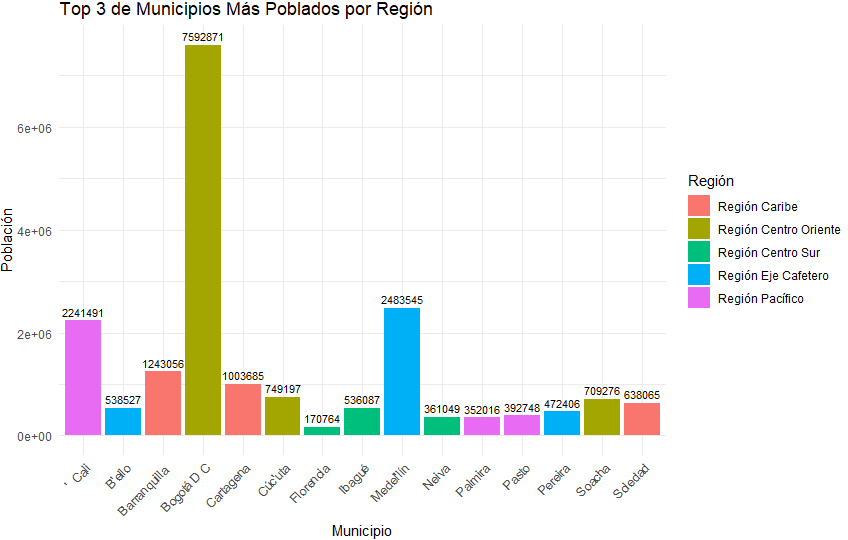 Top 3 de Municipios Más Poblados por Región
7592871
2241491
538527
1243056
1003685
749197
170764
536087
2483545
361049
352016
392748
472406
709276
638065
6e+06
4e+06
2e+06
0e+00
Población
Cali
Bello
Barranquilla
Bogotá D C
Cartagena
Cúcuta
Florencia
Ibagué
Medellín
Neiva
Palmira
Pasto
Pereira
Soacha
Soledad
Municipio
Región
Región Caribe
Región Centro Oriente
Región Centro Sur
Región Eje Cafetero
Región Pacífico